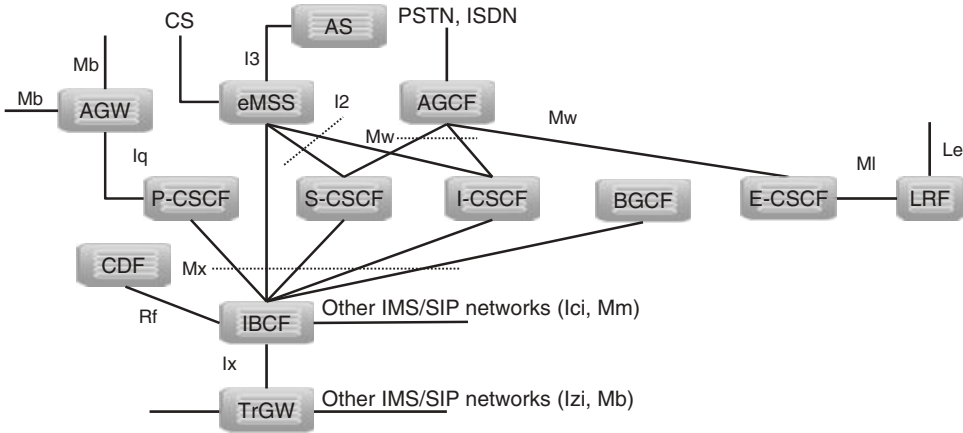 CS
AS
PSTN, ISDN
I3
Mb
Mb
AGW
eMSS
I2
AGCF
Mw
Mw
Iq
Le
MI
P-CSCF
S-CSCF
I-CSCF
BGCF
E-CSCF
LRF
CDF
Mx
Rf
IBCF
Other IMS/SIP networks (Ici, Mm)
Ix
TrGW
Other IMS/SIP networks (Izi, Mb)